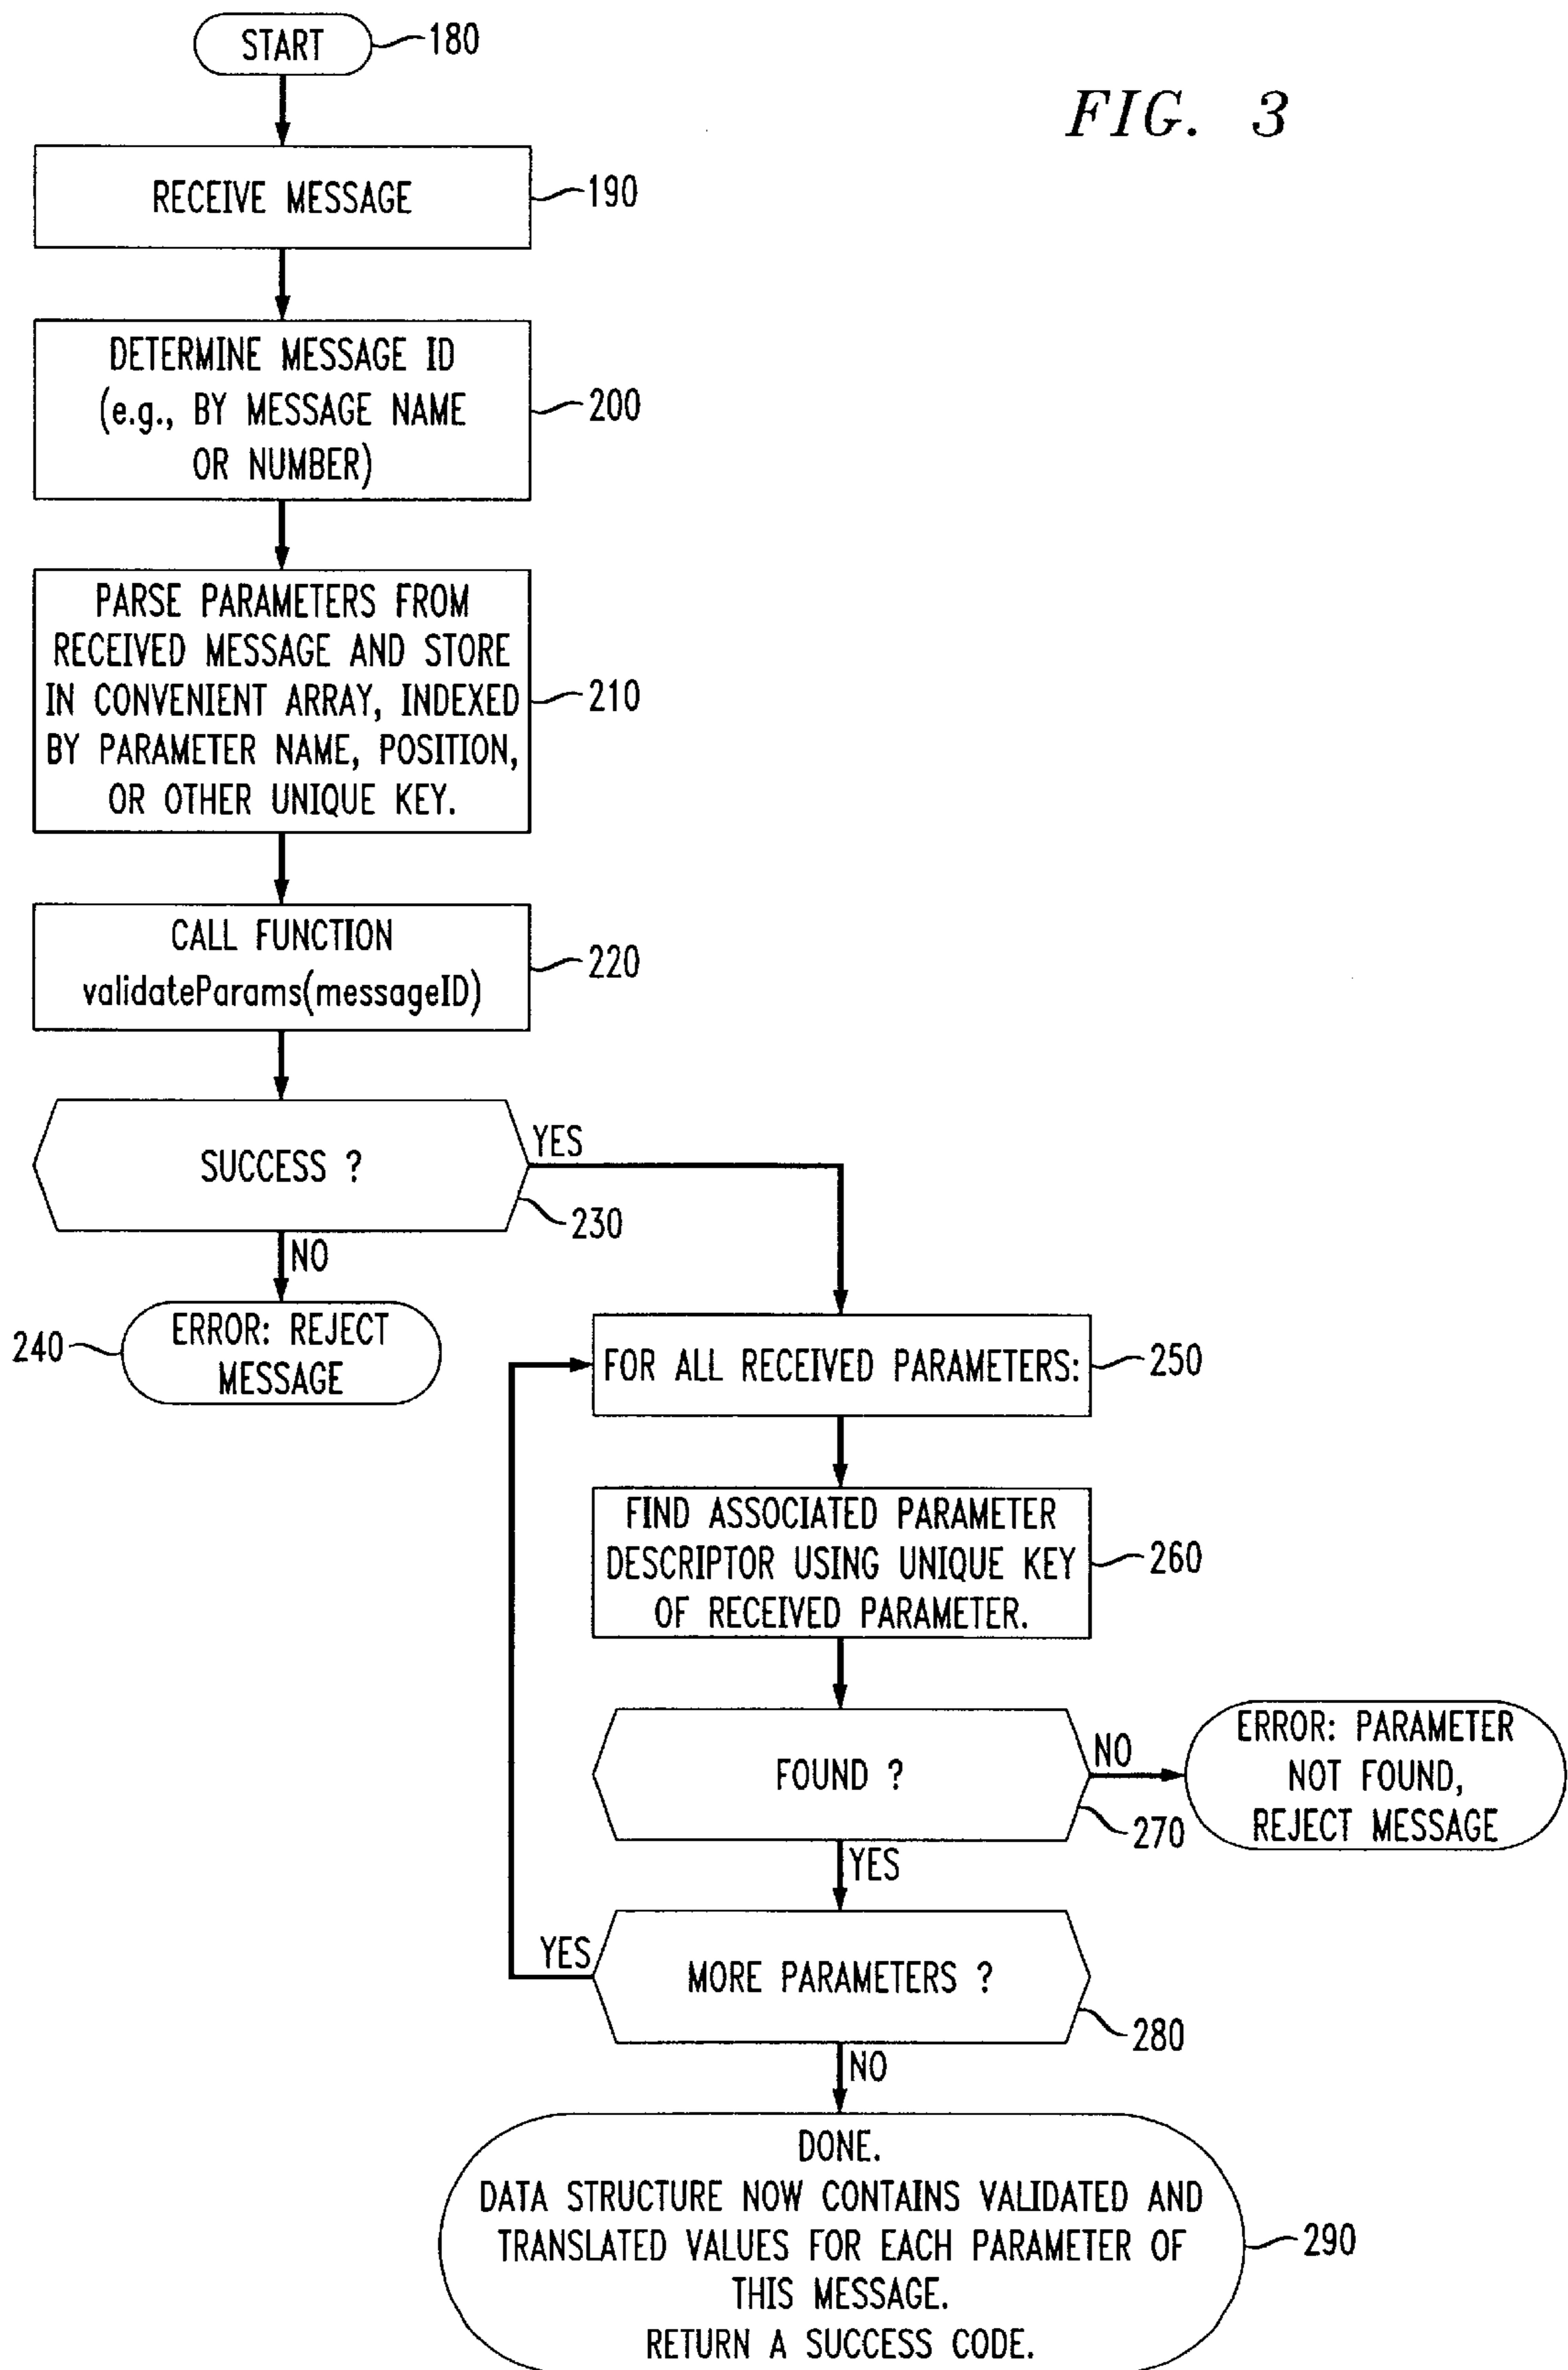 START
180
FIG. 3
RECEIVE MESSAGE
190
DETERMINE MESSAGE ID
(e.g., BY MESSAGE NAME
OR NUMBER)
200
PARSE PARAMETERS FROM
RECEIVED MESSAGE AND STORE
IN CONVENIENT ARRAY, INDEXED
BY PARAMETER NAME, POSITION,
OR OTHER UNIQUE KEY.
210
CALL FUNCTION
validateParams(messageID)
220
SUCCESS ?
YES
230
NO
ERROR: REJECT
MESSAGE
240
FOR ALL RECEIVED PARAMETERS:
250
FIND ASSOCIATED PARAMETER
DESCRIPTOR USING UNIQUE KEY
OF RECEIVED PARAMETER.
260
FOUND ?
NO
270
ERROR: PARAMETER
NOT FOUND,
REJECT MESSAGE
YES
YES
MORE PARAMETERS ?
280
NO
DONE.
DATA STRUCTURE NOW CONTAINS VALIDATED AND
TRANSLATED VALUES FOR EACH PARAMETER OF
THIS MESSAGE.
RETURN A SUCCESS CODE.
290